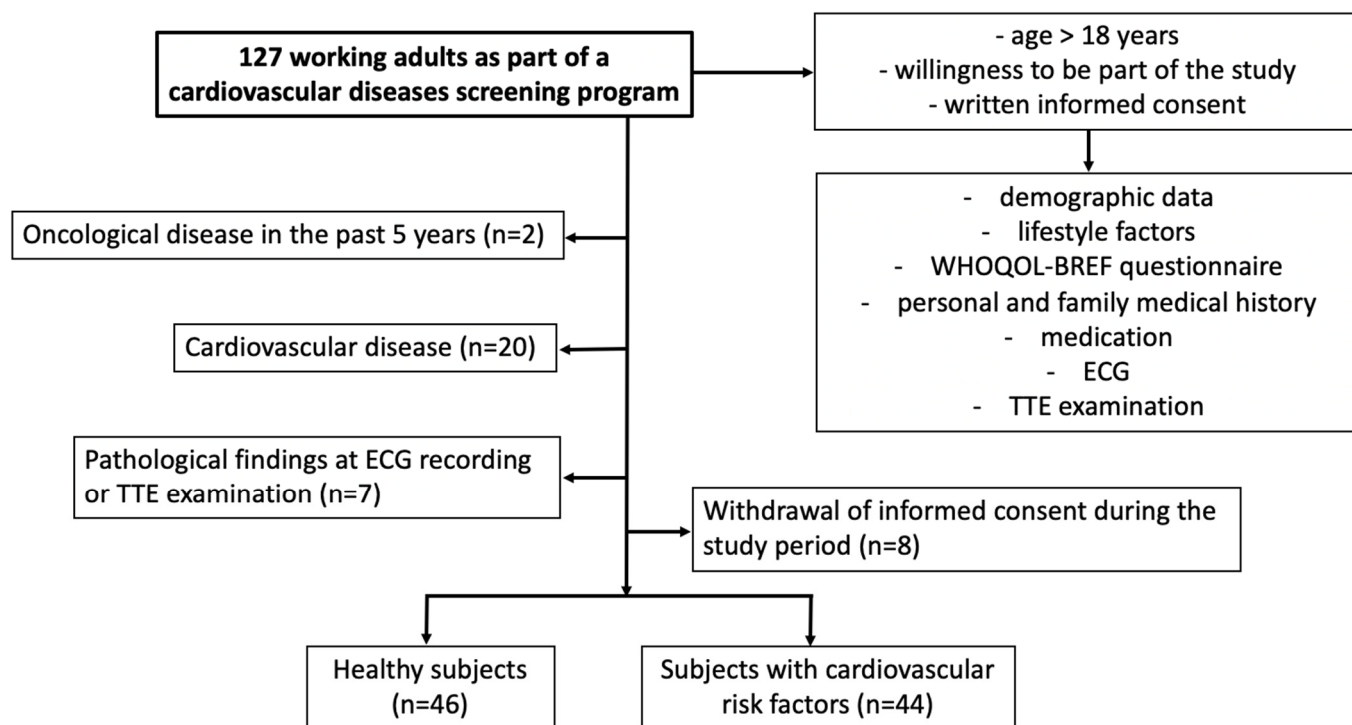 127 working adults as part of a
cardiovascular diseases screening program
- age > 18 years
- willingness to be part of the study
- written informed consent
- demographic data
- lifestyle factors
- WHOQOL-BREF questionnaire
- personal and family medical history
- medication
- ECG
- TTE examination
Oncological disease in the past 5 years (n=2)
Cardiovascular disease (n=20)
Pathological findings at ECG recording
or TTE examination (n=7)
Withdrawal of informed consent during the
study period (n=8)
Healthy subjects
(n=46)
Subjects with cardiovascular
risk factors (n=44)